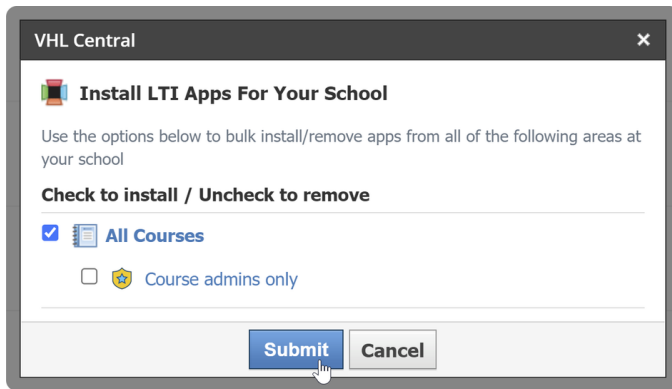 VHL Central ×
Install LTI Apps For Your School
Use the options below to bulk install/remove apps from all of the following areas at
your school
Check to install / Uncheck to remove
All Courses
Course admins only
Submit Cancel